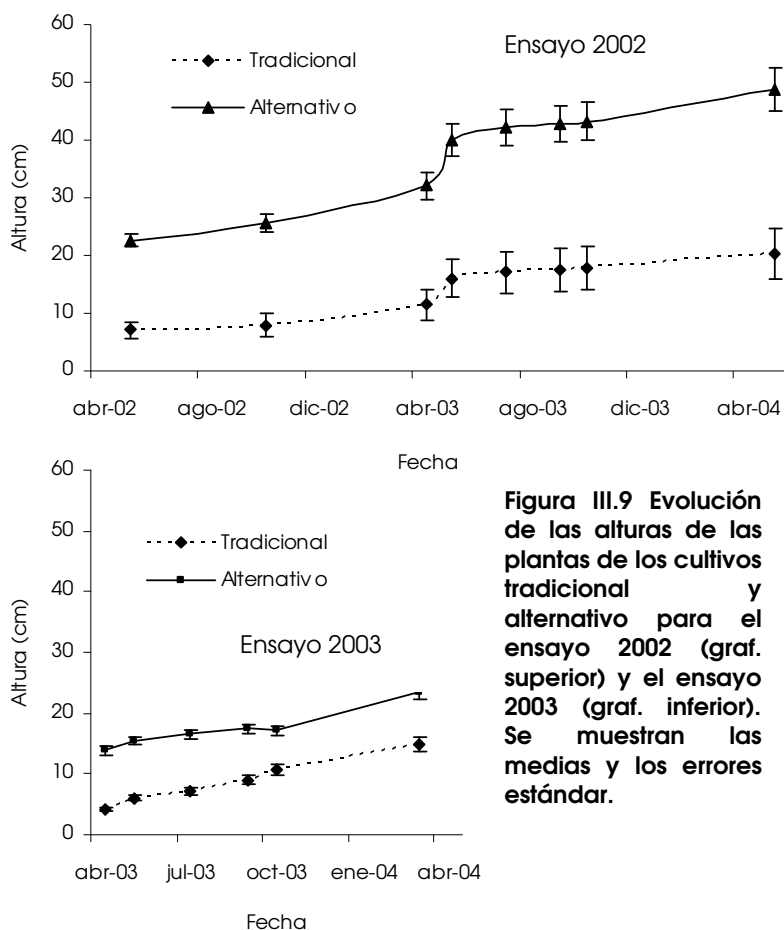 60
50
40
30
20
10
0
Altura (cm)
Tradicional
Alternativo
Ensayo 2002
abr-02 ago-02 dic-02 abr-03 ago-03 dic-03 abr-04
Fecha
60
50
40
30
20
10
0
Altura (cm)
Tradicional
Alternativo
Ensayo 2003
abr-03 jul-03 oct-03 ene-04 abr-04
Fecha
Figura III.9 Evolución
de las alturas de las
plantas de los cultivos
tradicional y
alternativo para el
ensayo 2002 (graf.
superior) y el ensayo
2003 (graf. inferior).
Se muestran las
medias y los errores
estándar.